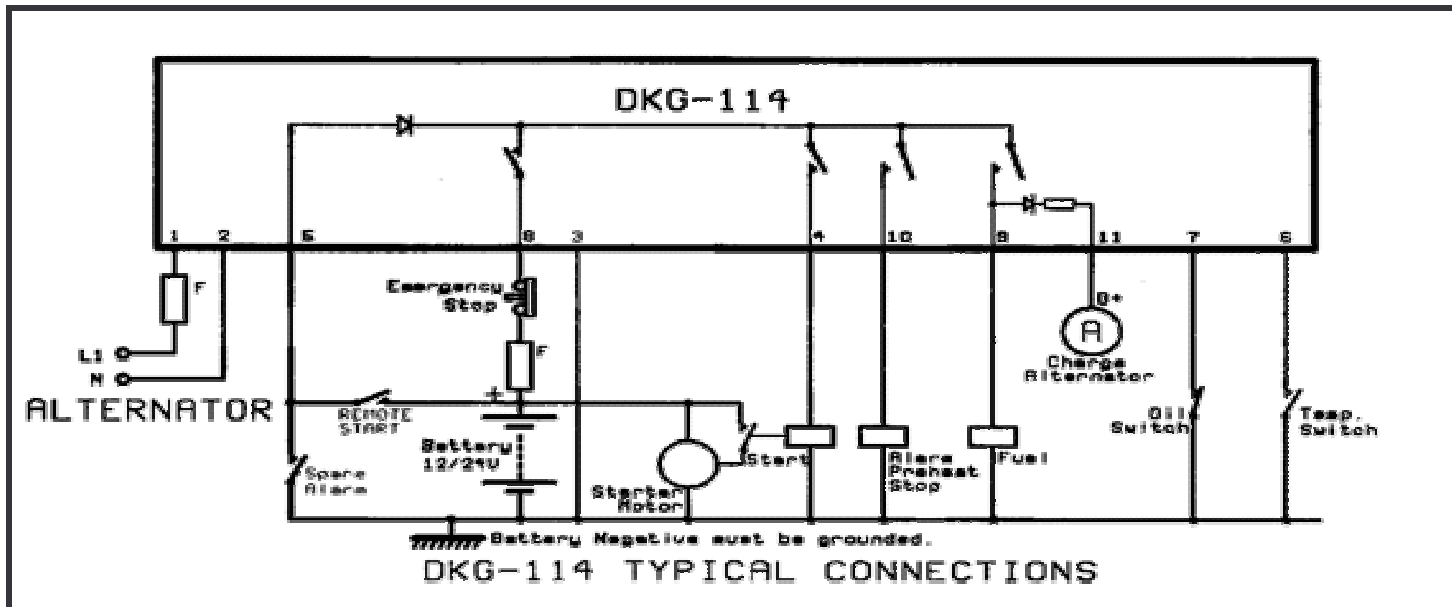 DKG-114
1 2 5 8 3 4 10 9 11 7 6
F
Emergency
Stop
B+
A
Charge
Alternator
L1
N
F
ALTERNATOR
+
REMOTE
START
Battery
12/24V
Spare
Alarm
Starter
Motor
Start
Alarm
Preheat
Stop
Fuel
Oil
Switch
Temp.
Switch
Battery Negative must be grounded.
DKG-114 TYPICAL CONNECTIONS